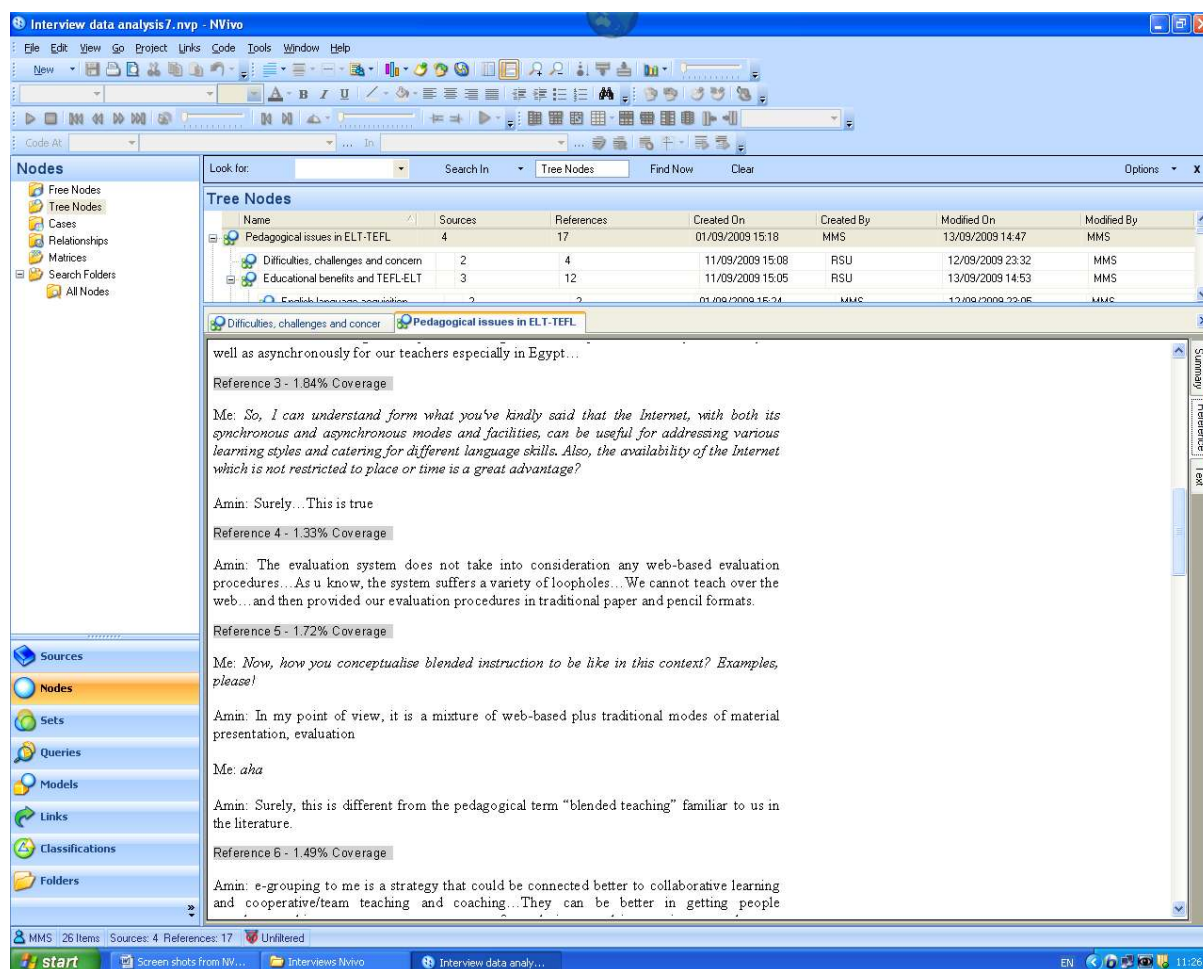 Interview data analysis7.nvp - NVivo
File Edit View Go Project Links Code Tools Window Help
New
Code At In
Nodes
Free Nodes
Tree Nodes
Cases
Relationships
Matrices
Search Folders
All Nodes
Look for: Search In Tree Nodes Find Now Clear Options x
Tree Nodes
Name Sources References Created On Created By Modified On Modified By
Pedagogical issues in ELT-TEFL 4 17 01/09/2009 15:18 MMS 13/09/2009 14:47 MMS
Difficulties, challenges and concern 2 4 11/09/2009 15:08 RSU 12/09/2009 23:32 MMS
Educational benefits and TEFL-ELT 3 12 11/09/2009 15:05 RSU 13/09/2009 14:53 MMS
English language acquisition 2 2 01/09/2009 15:24 MMS 12/09/2009 23:05 MMS
Difficulties, challenges and concer Pedagogical issues in ELT-TEFL
well as asynchronously for our teachers especially in Egypt…
Reference 3 - 1.84% Coverage
Me: So, I can understand form what you've kindly said that the Internet, with both its
synchronous and asynchronous modes and facilities, can be useful for addressing various
learning styles and catering for different language skills. Also, the availability of the Internet
which is not restricted to place or time is a great advantage?
Amin: Surely…This is true
Reference 4 - 1.33% Coverage
Amin: The evaluation system does not take into consideration any web-based evaluation
procedures…As u know, the system suffers a variety of loopholes…We cannot teach over the
web…and then provided our evaluation procedures in traditional paper and pencil formats.
Reference 5 - 1.72% Coverage
Me: Now, how you conceptualise blended instruction to be like in this context? Examples,
please!
Amin: In my point of view, it is a mixture of web-based plus traditional modes of material
presentation, evaluation
Me: aha
Amin: Surely, this is different from the pedagogical term “blended teaching” familiar to us in
the literature.
Reference 6 - 1.49% Coverage
Amin: e-grouping to me is a strategy that could be connected better to collaborative learning
and cooperative/team teaching and coaching…They can be better in getting people
Summary
Reference
Text
Sources
Nodes
Sets
Queries
Models
Links
Classifications
Folders
MMS 26 Items Sources: 4 References: 17 Unfiltered
start Screen shots from NV... Interviews Nvivo Interview data analy... EN 11:26